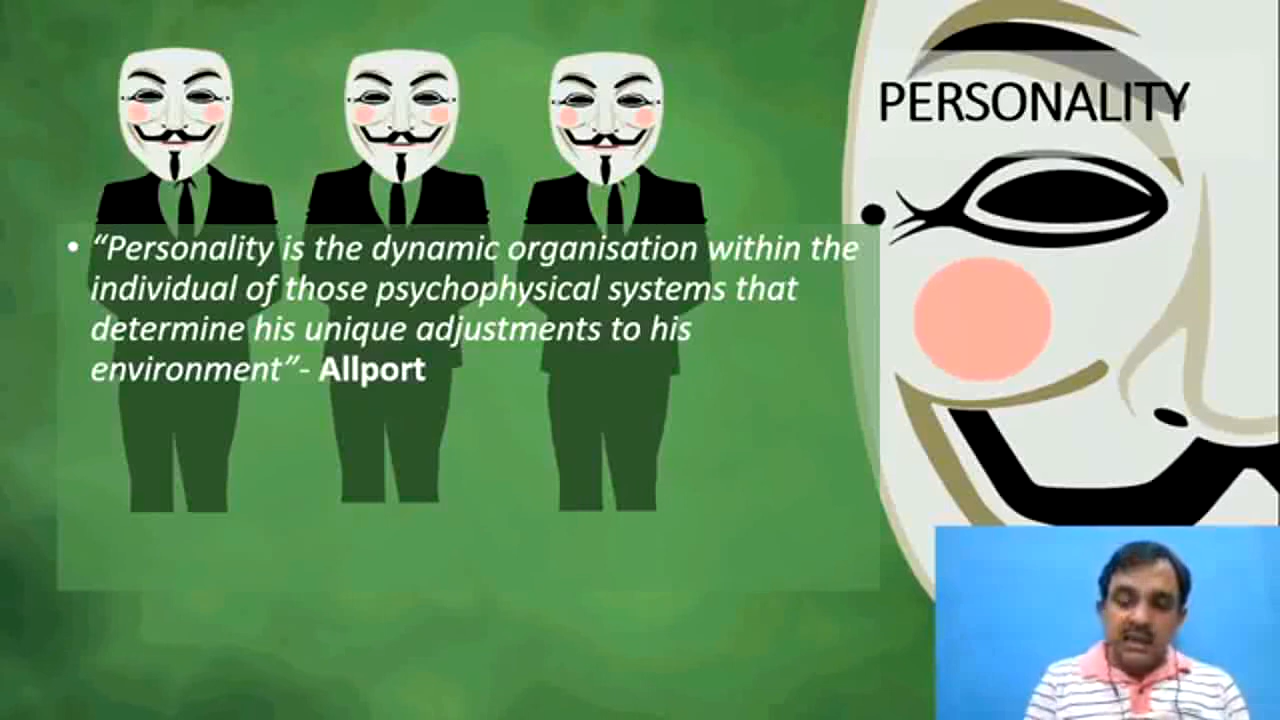 PERSONALITY
• “Personality is the dynamic organisation within the
individual of those psychophysical systems that
determine his unique adjustments to his
environment”- Allport